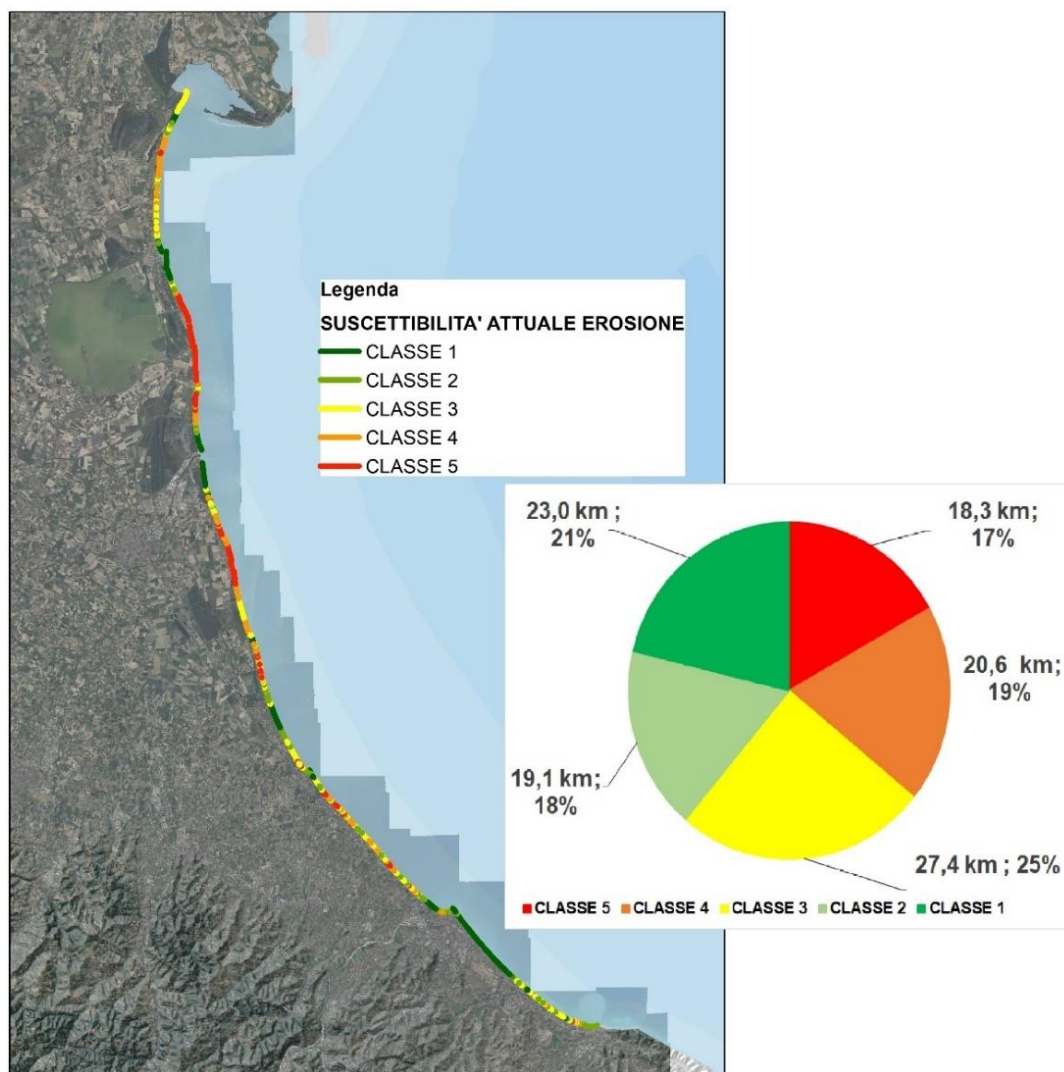 Legenda
SUSCETTIBILITA' ATTUALE EROSIONE
CLASSE 1
CLASSE 2
CLASSE 3
CLASSE 4
CLASSE 5
23,0 km ;
21%
18,3 km;
17%
20,6 km;
19%
19,1 km;
18%
27,4 km ; 25%
CLASSE 5 CLASSE 4 CLASSE 3 CLASSE 2 CLASSE 1